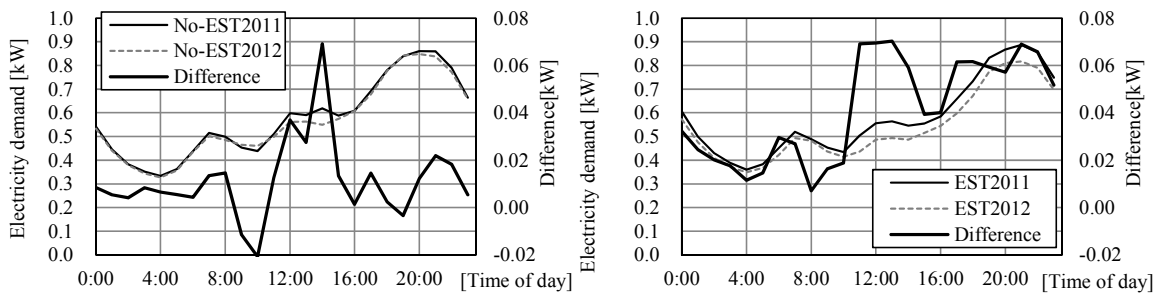 Electricity demand [kW]
1.0
0.9
0.8
0.7
0.6
0.5
0.4
0.3
0.2
0.1
0.0
No-EST2011
No-EST2012
Difference
0.08
0.06
0.04
0.02
0.00
-0.02
Difference[kW]
0:00 4:00 8:00 12:00 16:00 20:00
[Time of day]
Electricity demand [kW]
1.0
0.9
0.8
0.7
0.6
0.5
0.4
0.3
0.2
0.1
0.0
EST2011
EST2012
Difference
0.08
0.06
0.04
0.02
0.00
-0.02
Difference[kW]
0:00 4:00 8:00 12:00 16:00 20:00
[Time of day]